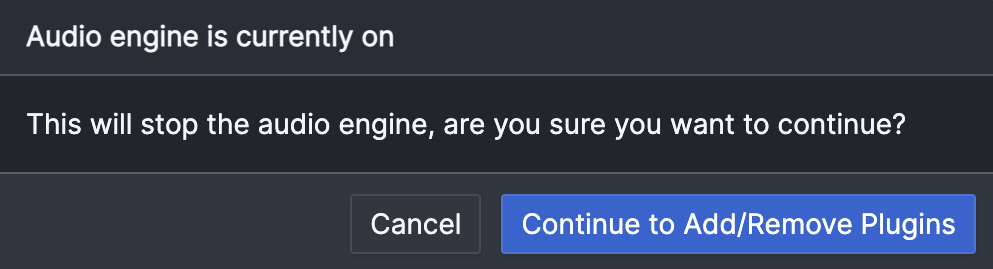 Audio engine is currently on
This will stop the audio engine, are you sure you want to continue?
Cancel
Continue to Add/Remove Plugins